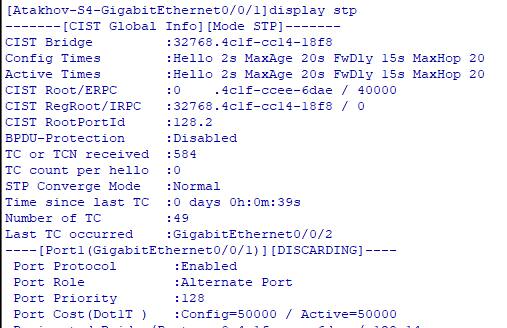 [Atakhov-S4-GigabitEthernet0/0/1]display stp
-------[CIST Global Info][Mode STP]-------
CIST Bridge         :32768.4c1f-cc14-18f8
Config Times        :Hello 2s MaxAge 20s FwDly 15s MaxHop 20
Active Times        :Hello 2s MaxAge 20s FwDly 15s MaxHop 20
CIST Root/ERPC      :0    .4c1f-ccee-6dae / 40000
CIST RegRoot/IRPC   :32768.4c1f-cc14-18f8 / 0
CIST RootPortId     :128.2
BPDU-Protection     :Disabled
TC or TCN received  :584
TC count per hello  :0
STP Converge Mode   :Normal
Time since last TC  :0 days 0h:0m:39s
Number of TC        :49
Last TC occurred    :GigabitEthernet0/0/2
----[Port1(GigabitEthernet0/0/1)][DISCARDING]----
 Port Protocol       :Enabled
 Port Role           :Alternate Port
 Port Priority       :128
 Port Cost(Dot1T )   :Config=50000 / Active=50000